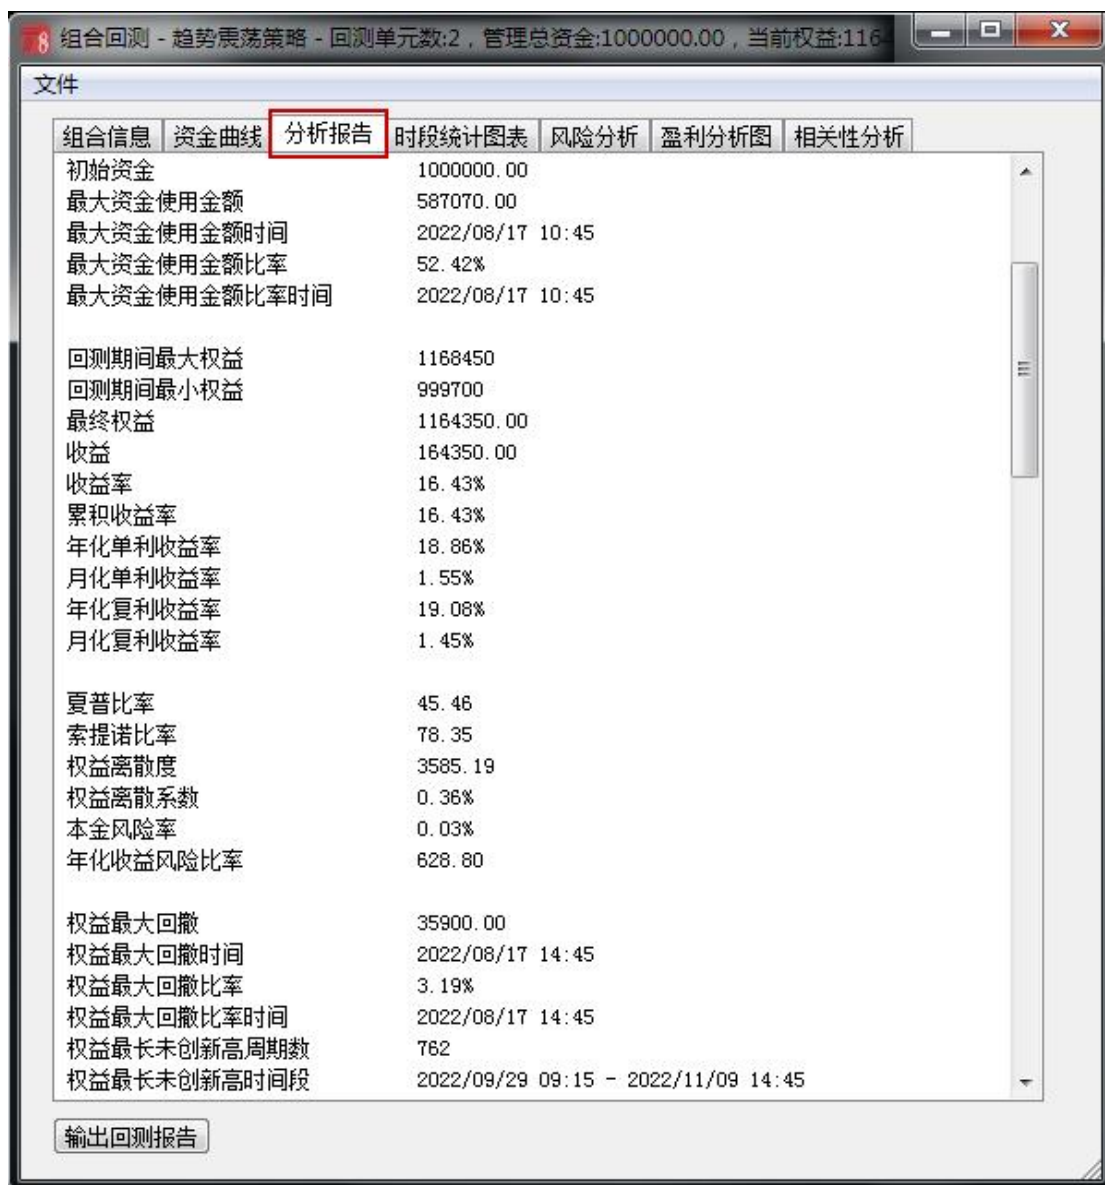 组合回测 - 趋势震荡策略 - 回测单元数:2，管理总资金:1000000.00，当前权益:116
文件
组合信息 资金曲线 分析报告 时段统计图表 风险分析 盈利分析图 相关性分析
初始资金 1000000.00
最大资金使用金额 587070.00
最大资金使用金额时间 2022/08/17 10:45
最大资金使用金额比率 52.42%
最大资金使用金额比率时间 2022/08/17 10:45
回测期间最大权益 1168450
回测期间最小权益 999700
最终权益 1164350.00
收益 164350.00
收益率 16.43%
累积收益率 16.43%
年化单利收益率 18.86%
月化单利收益率 1.55%
年化复利收益率 19.08%
月化复利收益率 1.45%
夏普比率 45.46
索提诺比率 78.35
权益离散度 3585.19
权益离散系数 0.36%
本金风险率 0.03%
年化收益风险比率 628.80
权益最大回撤 35900.00
权益最大回撤时间 2022/08/17 14:45
权益最大回撤比率 3.19%
权益最大回撤比率时间 2022/08/17 14:45
权益最长未创新高周期数 762
权益最长未创新高时间段 2022/09/29 09:15 - 2022/11/09 14:45
输出回测报告